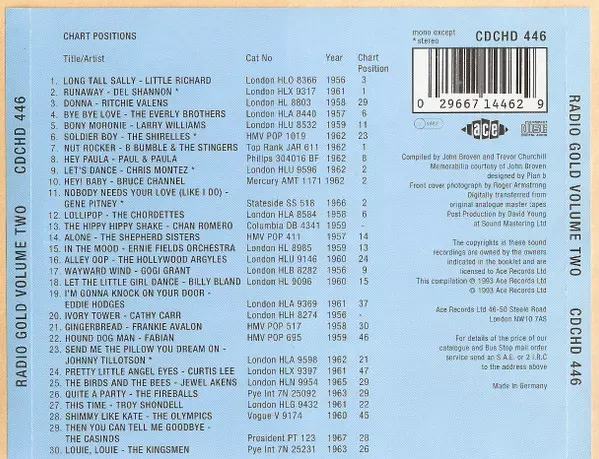 CHART POSITIONS
Title/Artist Cat No Year Chart Position
1. LONG TALL SALLY - LITTLE RICHARD London HLO 8366 1956 3
2. RUNAWAY - DEL SHANNON * London HLX 9317 1961 1
3. DONNA - RITCHIE VALENS London HL 8803 1958 29
4. BYE BYE LOVE - THE EVERLY BROTHERS London HLA 8440 1957 6
5. BONY MORONIE - LARRY WILLIAMS London HLU 8532 1959 11
6. SOLDIER BOY - THE SHIRELLES * HMV POP 1019 1962 23
7. NUT ROCKER - B BUMBLE & THE STINGERS Top Rank JAR 611 1962 1
8. HEY PAULA - PAUL & PAULA Philips 304016 BF 1962 8
9. LET'S DANCE - CHRIS MONTEZ * London HLU 9596 1962 2
10. HEY! BABY - BRUCE CHANNEL Mercury AMT 1171 1962 2
11. NOBODY NEEDS YOUR LOVE (LIKE I DO) -
GENE PITNEY * Stateside SS 518 1966 2
12. LOLLIPOP - THE CHORDETTES London HLA 8584 1958 6
13. THE HIPPY HIPPY SHAKE - CHAN ROMERO Columbia DB 4341 1959 -
14. ALONE - THE SHEPHERD SISTERS HMV POP 411 1957 14
15. IN THE MOOD - ERNIE FIELDS ORCHESTRA London HL 8985 1959 13
16. ALLEY OOP - THE HOLLYWOOD ARGYLES London HLU 9146 1960 24
17. WAYWARD WIND - GOGI GRANT London HLB 8282 1956 9
18. LET THE LITTLE GIRL DANCE - BILLY BLAND London HL 9096 1960 15
19. I'M GONNA KNOCK ON YOUR DOOR -
EDDIE HODGES London HLA 9369 1961 37
20. IVORY TOWER - CATHY CARR London HLH 8274 1956 -
21. GINGERBREAD - FRANKIE AVALON HMV POP 517 1958 30
22. HOUND DOG MAN - FABIAN HMV POP 695 1959 46
23. SEND ME THE PILLOW YOU DREAM ON -
JOHNNY TILLOTSON * London HLA 9598 1962 21
24. PRETTY LITTLE ANGEL EYES - CURTIS LEE London HLX 9397 1961 47
25. THE BIRDS AND THE BEES - JEWEL AKENS London HLN 9954 1965 29
26. QUITE A PARTY - THE FIREBALLS Pye Int 7N 25092 1961 29
27. THIS TIME - TROY SHONDELL London HLG 9432 1961 22
28. SHIMMY LIKE KATE - THE OLYMPICS Vogue V 9174 1960 45
29. THEN YOU CAN TELL ME GOODBYE -
THE CASINOS President PT 123 1967 28
30. LOUIE, LOUIE - THE KINGSMEN Pye Int 7N 25231 1963 26
mono except
* stereo
CDCHD 446
0 29667 14462 9
ace
COMPACT
disc
DIGITAL AUDIO
Compiled by John Broven and Trevor Churchill
Memorabilia courtesy of John Broven
designed by Plan b
Front cover photograph by Roger Armstrong
Digitally transferred from
original analogue master tapes
Post Production by David Young
at Sound Mastering Ltd
The copyrights in these sound
recordings are owned by the owners
indicated in the booklet and are
licensed to Ace Records Ltd
This compilation ℗ 1993 Ace Records Ltd
© 1993 Ace Records Ltd
Ace Records Ltd 46-50 Steele Road
London NW10 7AS
For details of the price of our
catalogue and Bus Stop mail order
service send an S.A.E. or 2 I.R.C
to the address above
Made in Germany
RADIO GOLD VOLUME TWO CDCHD 446
RADIO GOLD VOLUME TWO CDCHD 446